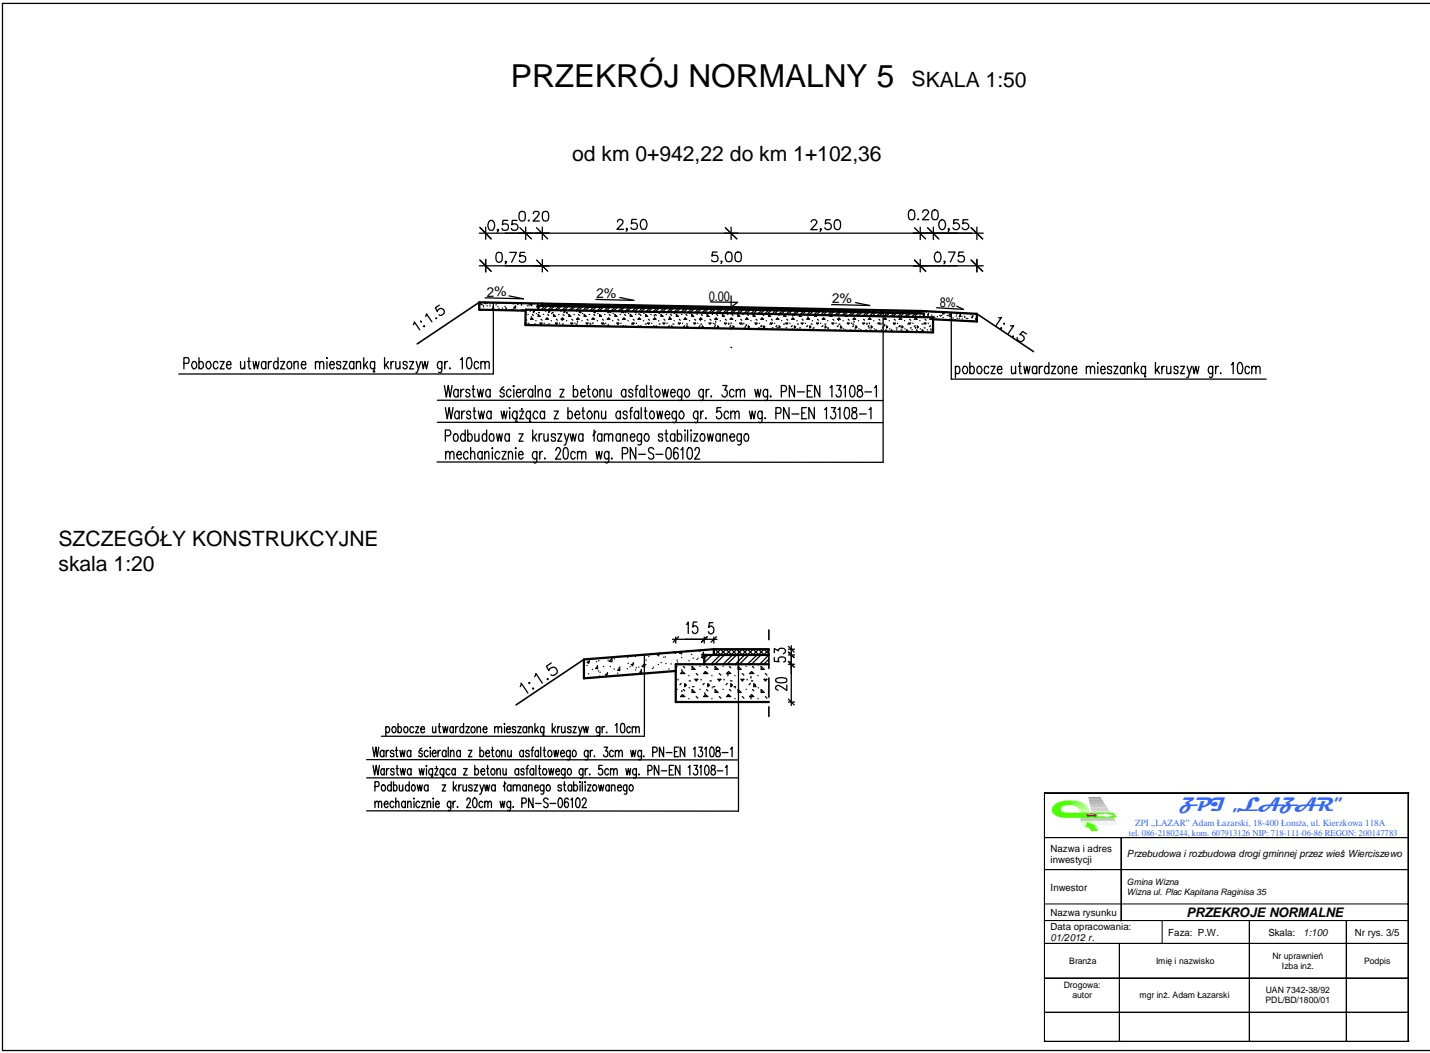 PRZEKRÓJ NORMALNY 5 SKALA 1:50
od km 0+942,22 do km 1+102,36
0,55 0.20 2,50 2,50 0.20 0,55
0,75 5,00 0,75
2% 2% 0.00 2% 8%
1:1.5 1:1.5
Pobocze utwardzone mieszanką kruszyw gr. 10cm
pobocze utwardzone mieszanką kruszyw gr. 10cm
Warstwa ścieralna z betonu asfaltowego gr. 3cm wg. PN-EN 13108-1
Warstwa wiążąca z betonu asfaltowego gr. 5cm wg. PN-EN 13108-1
Podbudowa z kruszywa łamanego stabilizowanego
mechanicznie gr. 20cm wg. PN-S-06102
SZCZEGÓŁY KONSTRUKCYJNE
skala 1:20
15 5
53
20
1:1.5
pobocze utwardzone mieszanką kruszyw gr. 10cm
Warstwa ścieralna z betonu asfaltowego gr. 3cm wg. PN-EN 13108-1
Warstwa wiążąca z betonu asfaltowego gr. 5cm wg. PN-EN 13108-1
Podbudowa z kruszywa łamanego stabilizowanego
mechanicznie gr. 20cm wg. PN-S-06102
ZPI „LAZAR"
ZPI „LAZAR" Adam Łazarski, 18-400 Łomża, ul. Kierzkowa 118A
tel. 086-2180244, kom. 607913126 NIP: 718-111-06-86 REGON: 200147783
Nazwa i adres
inwestycji
Przebudowa i rozbudowa drogi gminnej przez wieś Wierciszewo
Inwestor
Gmina Wizna
Wizna ul. Plac Kapitana Raginisa 35
Nazwa rysunku
PRZEKROJE NORMALNE
Data opracowania:
01/2012 r.
Faza: P.W.
Skala: 1:100
Nr rys. 3/5
Branża
Imię i nazwisko
Nr uprawnień
Izba inż.
Podpis
Drogowa:
autor
mgr inż. Adam Łazarski
UAN 7342-38/92
PDL/BD/1800/01